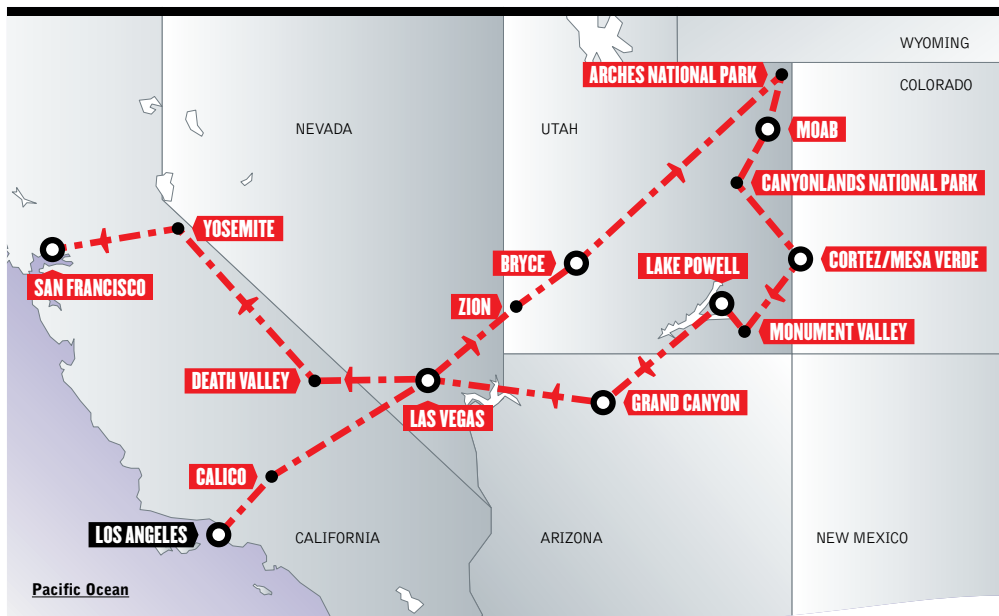 WYOMING
ARCHES NATIONAL PARK
COLORADO
NEVADA
UTAH
MOAB
CANYONLANDS NATIONAL PARK
YOSEMITE
BRYCE
LAKE POWELL
CORTEZ/MESA VERDE
SAN FRANCISCO
ZION
MONUMENT VALLEY
DEATH VALLEY
LAS VEGAS
GRAND CANYON
CALICO
LOS ANGELES
CALIFORNIA
ARIZONA
NEW MEXICO
Pacific Ocean